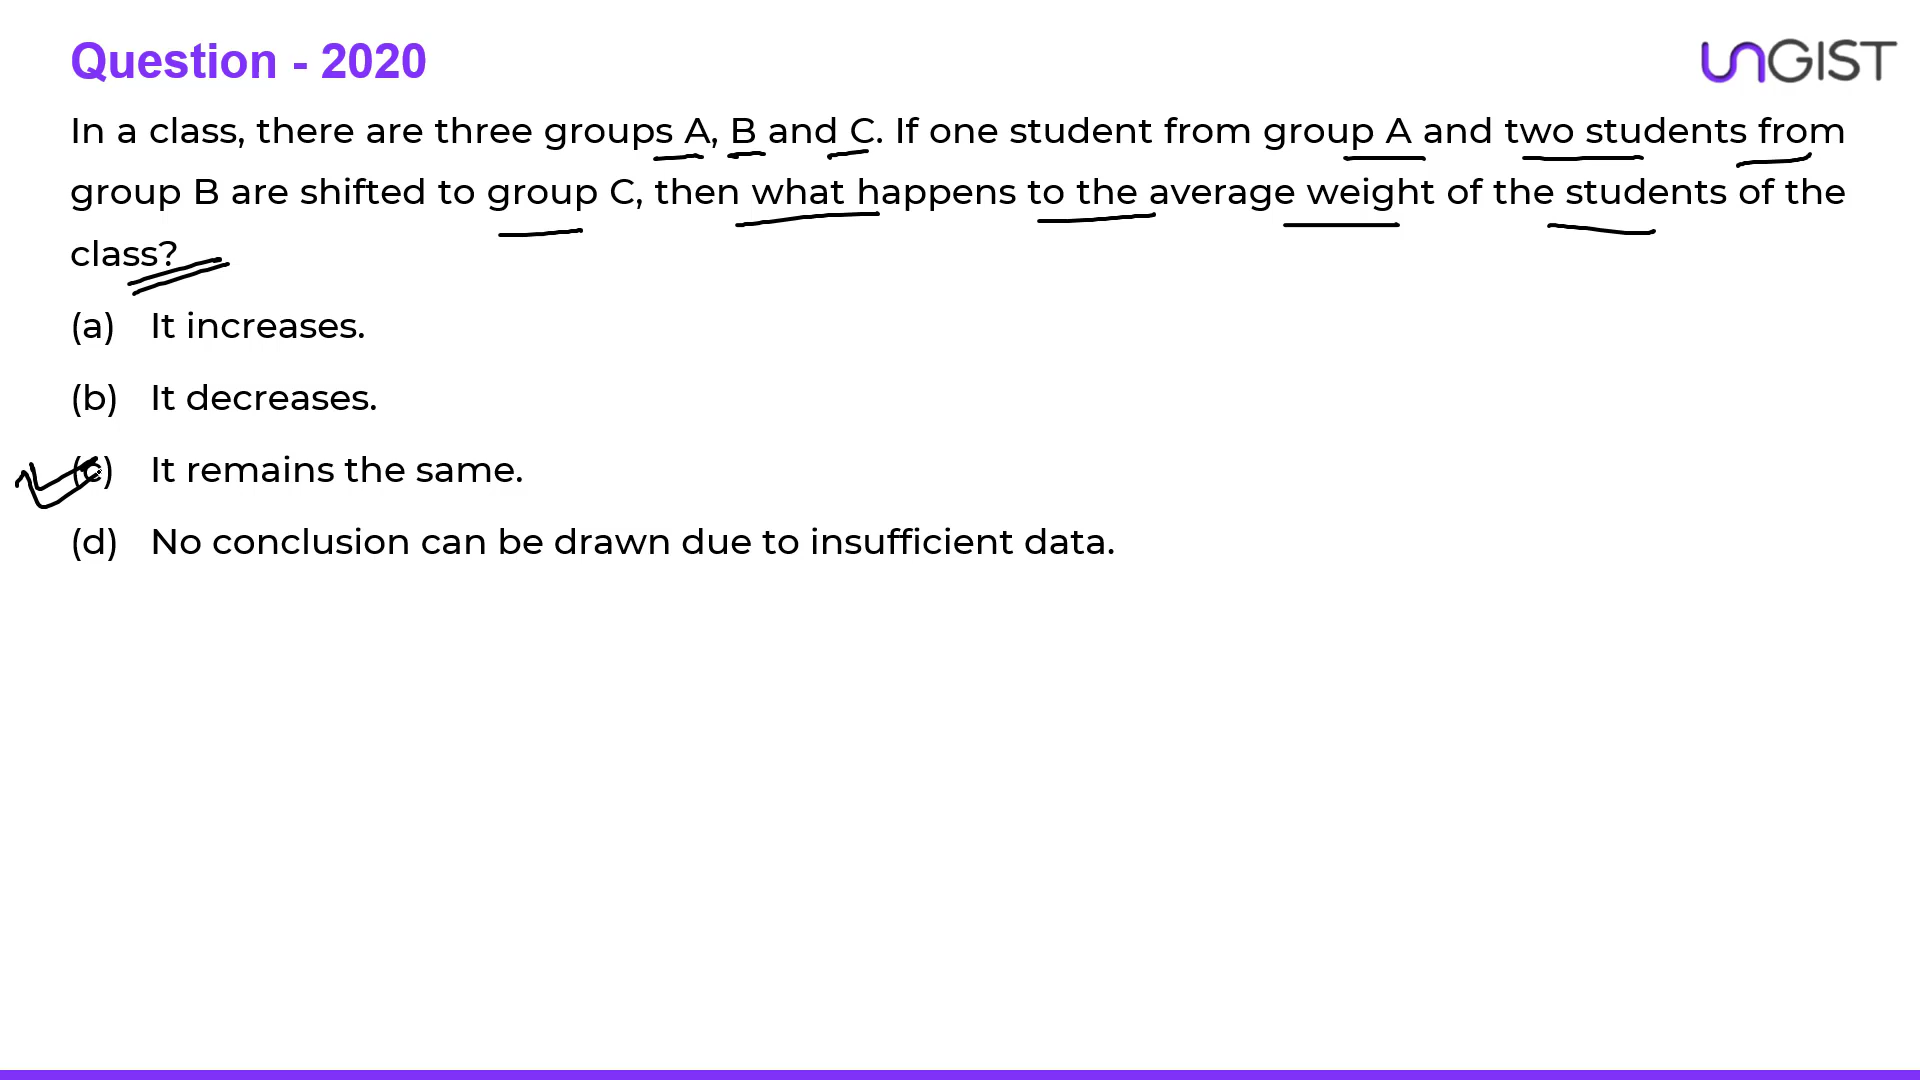 Question - 2020
UNGIST
In a class, there are three groups A, B and C. If one student from group A and two students from
group B are shifted to group C, then what happens to the average weight of the students of the
class?
(a) It increases.
(b) It decreases.
(c) It remains the same.
(d) No conclusion can be drawn due to insufficient data.